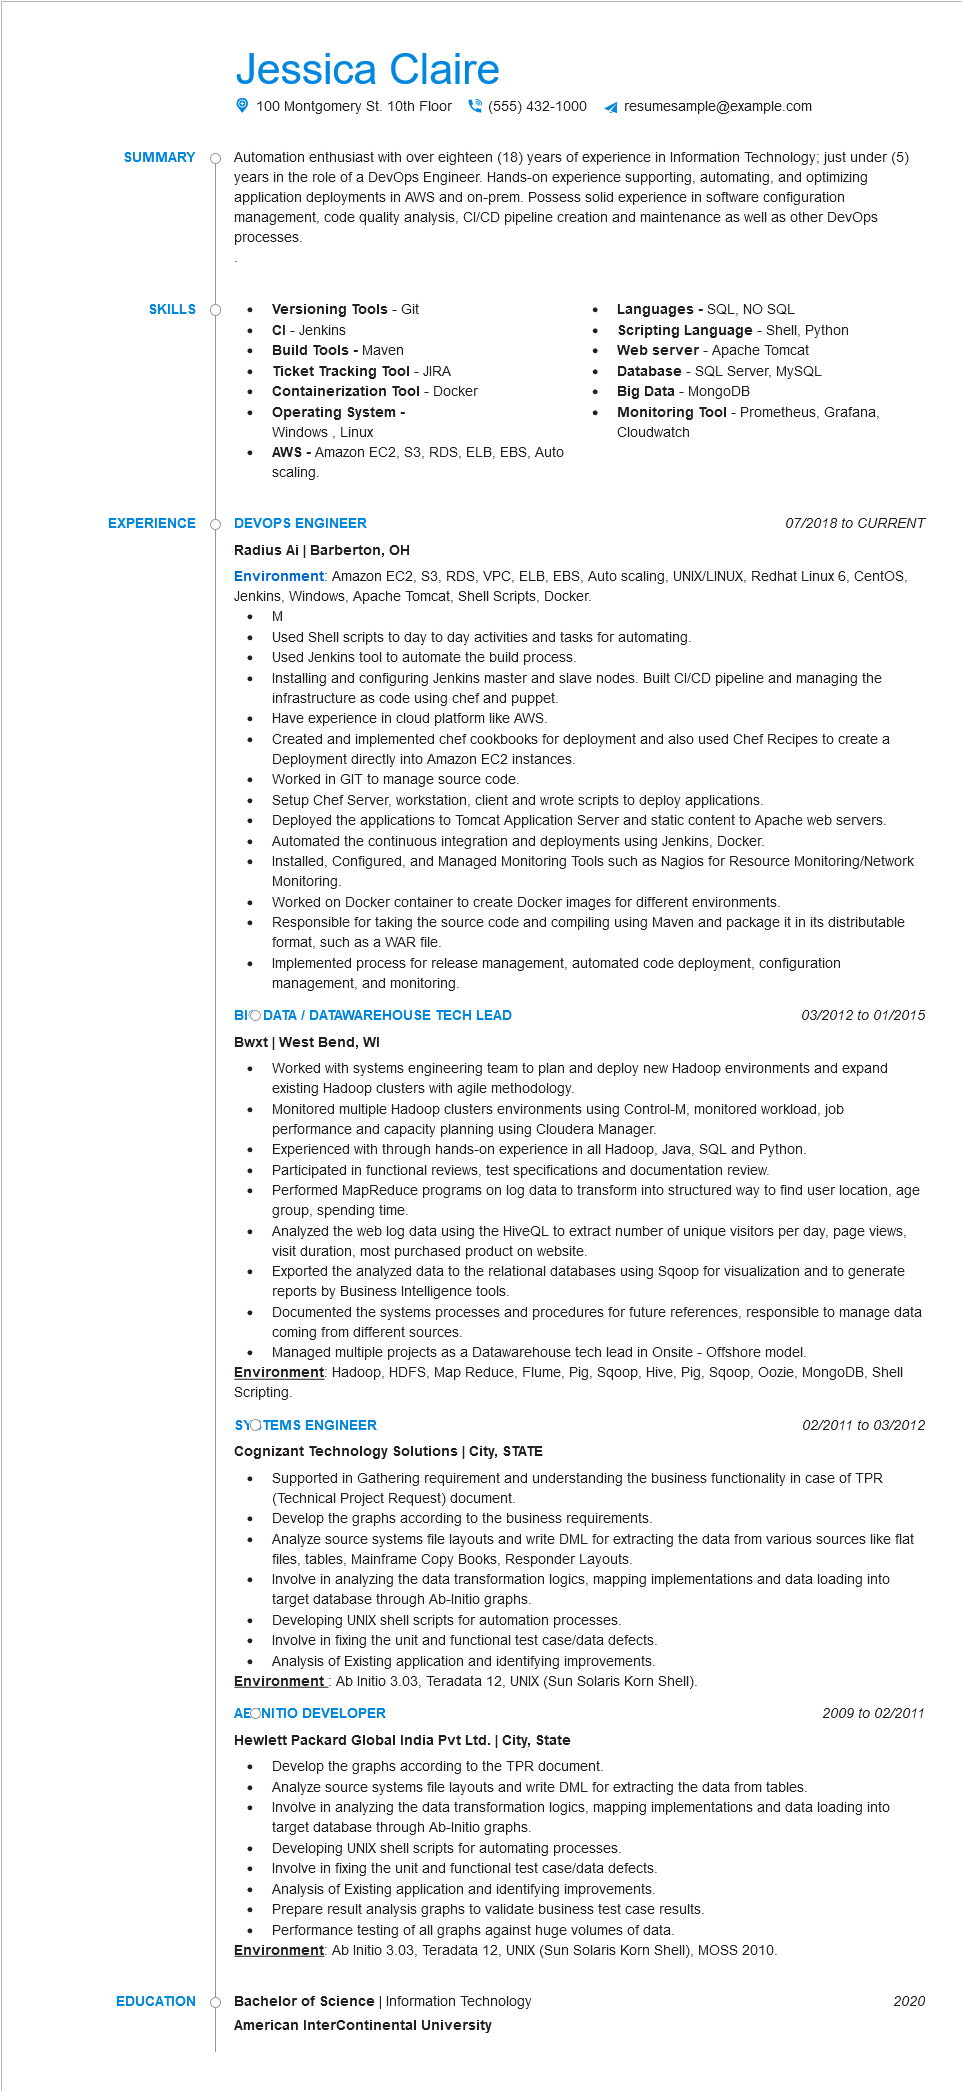 Jessica Claire
100 Montgomery St. 10th Floor (555) 432-1000 resumesample@example.com
SUMMARY
Automation enthusiast with over eighteen (18) years of experience in Information Technology; just under (5)
years in the role of a DevOps Engineer. Hands-on experience supporting, automating, and optimizing
application deployments in AWS and on-prem. Possess solid experience in software configuration
management, code quality analysis, CI/CD pipeline creation and maintenance as well as other DevOps
processes.
.
SKILLS
• Versioning Tools - Git
• CI - Jenkins
• Build Tools - Maven
• Ticket Tracking Tool - JIRA
• Containerization Tool - Docker
• Operating System -
Windows , Linux
• AWS - Amazon EC2, S3, RDS, ELB, EBS, Auto
scaling.
• Languages - SQL, NO SQL
• Scripting Language - Shell, Python
• Web server - Apache Tomcat
• Database - SQL Server, MySQL
• Big Data - MongoDB
• Monitoring Tool - Prometheus, Grafana,
Cloudwatch
EXPERIENCE
DEVOPS ENGINEER 07/2018 to CURRENT
Radius Ai | Barberton, OH
Environment: Amazon EC2, S3, RDS, VPC, ELB, EBS, Auto scaling, UNIX/LINUX, Redhat Linux 6, CentOS,
Jenkins, Windows, Apache Tomcat, Shell Scripts, Docker.
• M
• Used Shell scripts to day to day activities and tasks for automating.
• Used Jenkins tool to automate the build process.
• Installing and configuring Jenkins master and slave nodes. Built CI/CD pipeline and managing the
infrastructure as code using chef and puppet.
• Have experience in cloud platform like AWS.
• Created and implemented chef cookbooks for deployment and also used Chef Recipes to create a
Deployment directly into Amazon EC2 instances.
• Worked in GIT to manage source code.
• Setup Chef Server, workstation, client and wrote scripts to deploy applications.
• Deployed the applications to Tomcat Application Server and static content to Apache web servers.
• Automated the continuous integration and deployments using Jenkins, Docker.
• Installed, Configured, and Managed Monitoring Tools such as Nagios for Resource Monitoring/Network
Monitoring.
• Worked on Docker container to create Docker images for different environments.
• Responsible for taking the source code and compiling using Maven and package it in its distributable
format, such as a WAR file.
• Implemented process for release management, automated code deployment, configuration
management, and monitoring.
BIG DATA / DATAWAREHOUSE TECH LEAD 03/2012 to 01/2015
Bwxt | West Bend, WI
• Worked with systems engineering team to plan and deploy new Hadoop environments and expand
existing Hadoop clusters with agile methodology.
• Monitored multiple Hadoop clusters environments using Control-M, monitored workload, job
performance and capacity planning using Cloudera Manager.
• Experienced with through hands-on experience in all Hadoop, Java, SQL and Python.
• Participated in functional reviews, test specifications and documentation review.
• Performed MapReduce programs on log data to transform into structured way to find user location, age
group, spending time.
• Analyzed the web log data using the HiveQL to extract number of unique visitors per day, page views,
visit duration, most purchased product on website.
• Exported the analyzed data to the relational databases using Sqoop for visualization and to generate
reports by Business Intelligence tools.
• Documented the systems processes and procedures for future references, responsible to manage data
coming from different sources.
• Managed multiple projects as a Datawarehouse tech lead in Onsite - Offshore model.
Environment: Hadoop, HDFS, Map Reduce, Flume, Pig, Sqoop, Hive, Pig, Sqoop, Oozie, MongoDB, Shell
Scripting.
SYSTEMS ENGINEER 02/2011 to 03/2012
Cognizant Technology Solutions | City, STATE
• Supported in Gathering requirement and understanding the business functionality in case of TPR
(Technical Project Request) document.
• Develop the graphs according to the business requirements.
• Analyze source systems file layouts and write DML for extracting the data from various sources like flat
files, tables, Mainframe Copy Books, Responder Layouts.
• Involve in analyzing the data transformation logics, mapping implementations and data loading into
target database through Ab-Initio graphs.
• Developing UNIX shell scripts for automation processes.
• Involve in fixing the unit and functional test case/data defects.
• Analysis of Existing application and identifying improvements.
Environment : Ab Initio 3.03, Teradata 12, UNIX (Sun Solaris Korn Shell).
AB INITIO DEVELOPER 2009 to 02/2011
Hewlett Packard Global India Pvt Ltd. | City, State
• Develop the graphs according to the TPR document.
• Analyze source systems file layouts and write DML for extracting the data from tables.
• Involve in analyzing the data transformation logics, mapping implementations and data loading into
target database through Ab-Initio graphs.
• Developing UNIX shell scripts for automating processes.
• Involve in fixing the unit and functional test case/data defects.
• Analysis of Existing application and identifying improvements.
• Prepare result analysis graphs to validate business test case results.
• Performance testing of all graphs against huge volumes of data.
Environment: Ab Initio 3.03, Teradata 12, UNIX (Sun Solaris Korn Shell), MOSS 2010.
EDUCATION
Bachelor of Science | Information Technology 2020
American InterContinental University